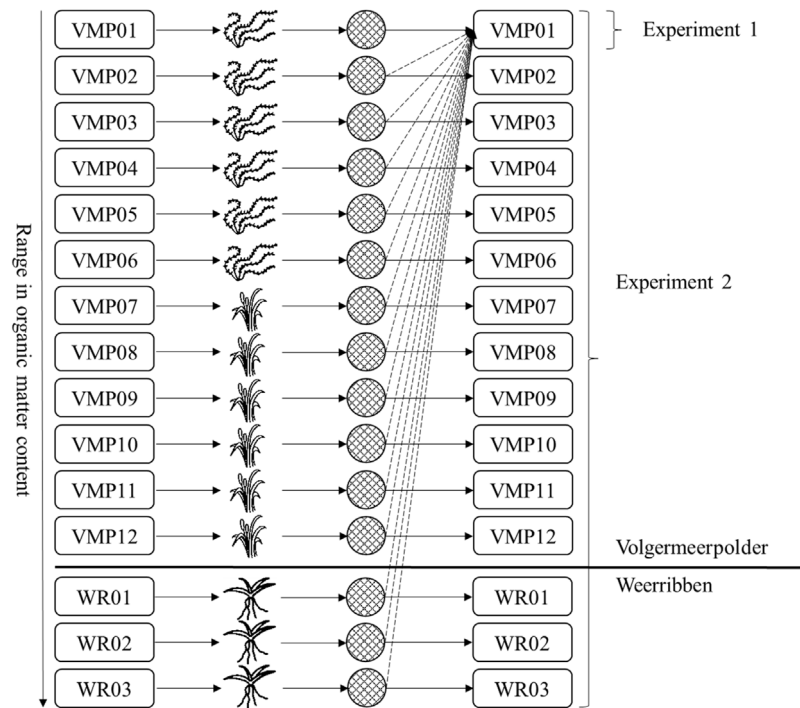 VMP01 VMP01 Experiment 1
VMP02 VMP02
VMP03 VMP03
VMP04 VMP04
VMP05 VMP05
VMP06 VMP06
Experiment 2
VMP07 VMP07
VMP08 VMP08
VMP09 VMP09
VMP10 VMP10
VMP11 VMP11
VMP12 VMP12
Volgermeerpolder
Weerribben
WR01 WR01
WR02 WR02
WR03 WR03
Range in organic matter content